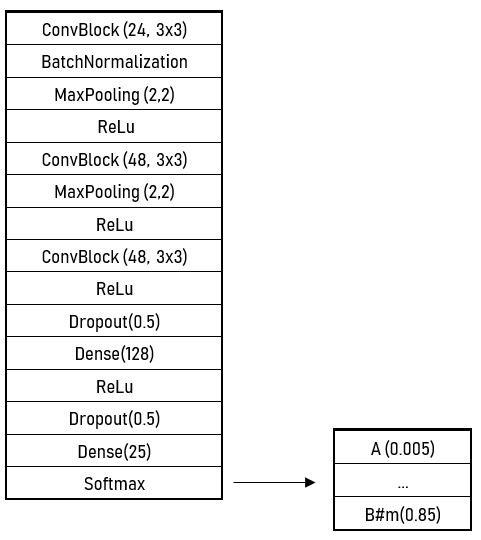 ConvBlock (24, 3x3)
BatchNormalization
MaxPooling (2,2)
ReLu
ConvBlock (48, 3x3)
MaxPooling (2,2)
ReLu
ConvBlock (48, 3x3)
ReLu
Dropout(0.5)
Dense(128)
ReLu
Dropout(0.5)
Dense(25)
Softmax
A (0.005)
...
B#m(0.85)